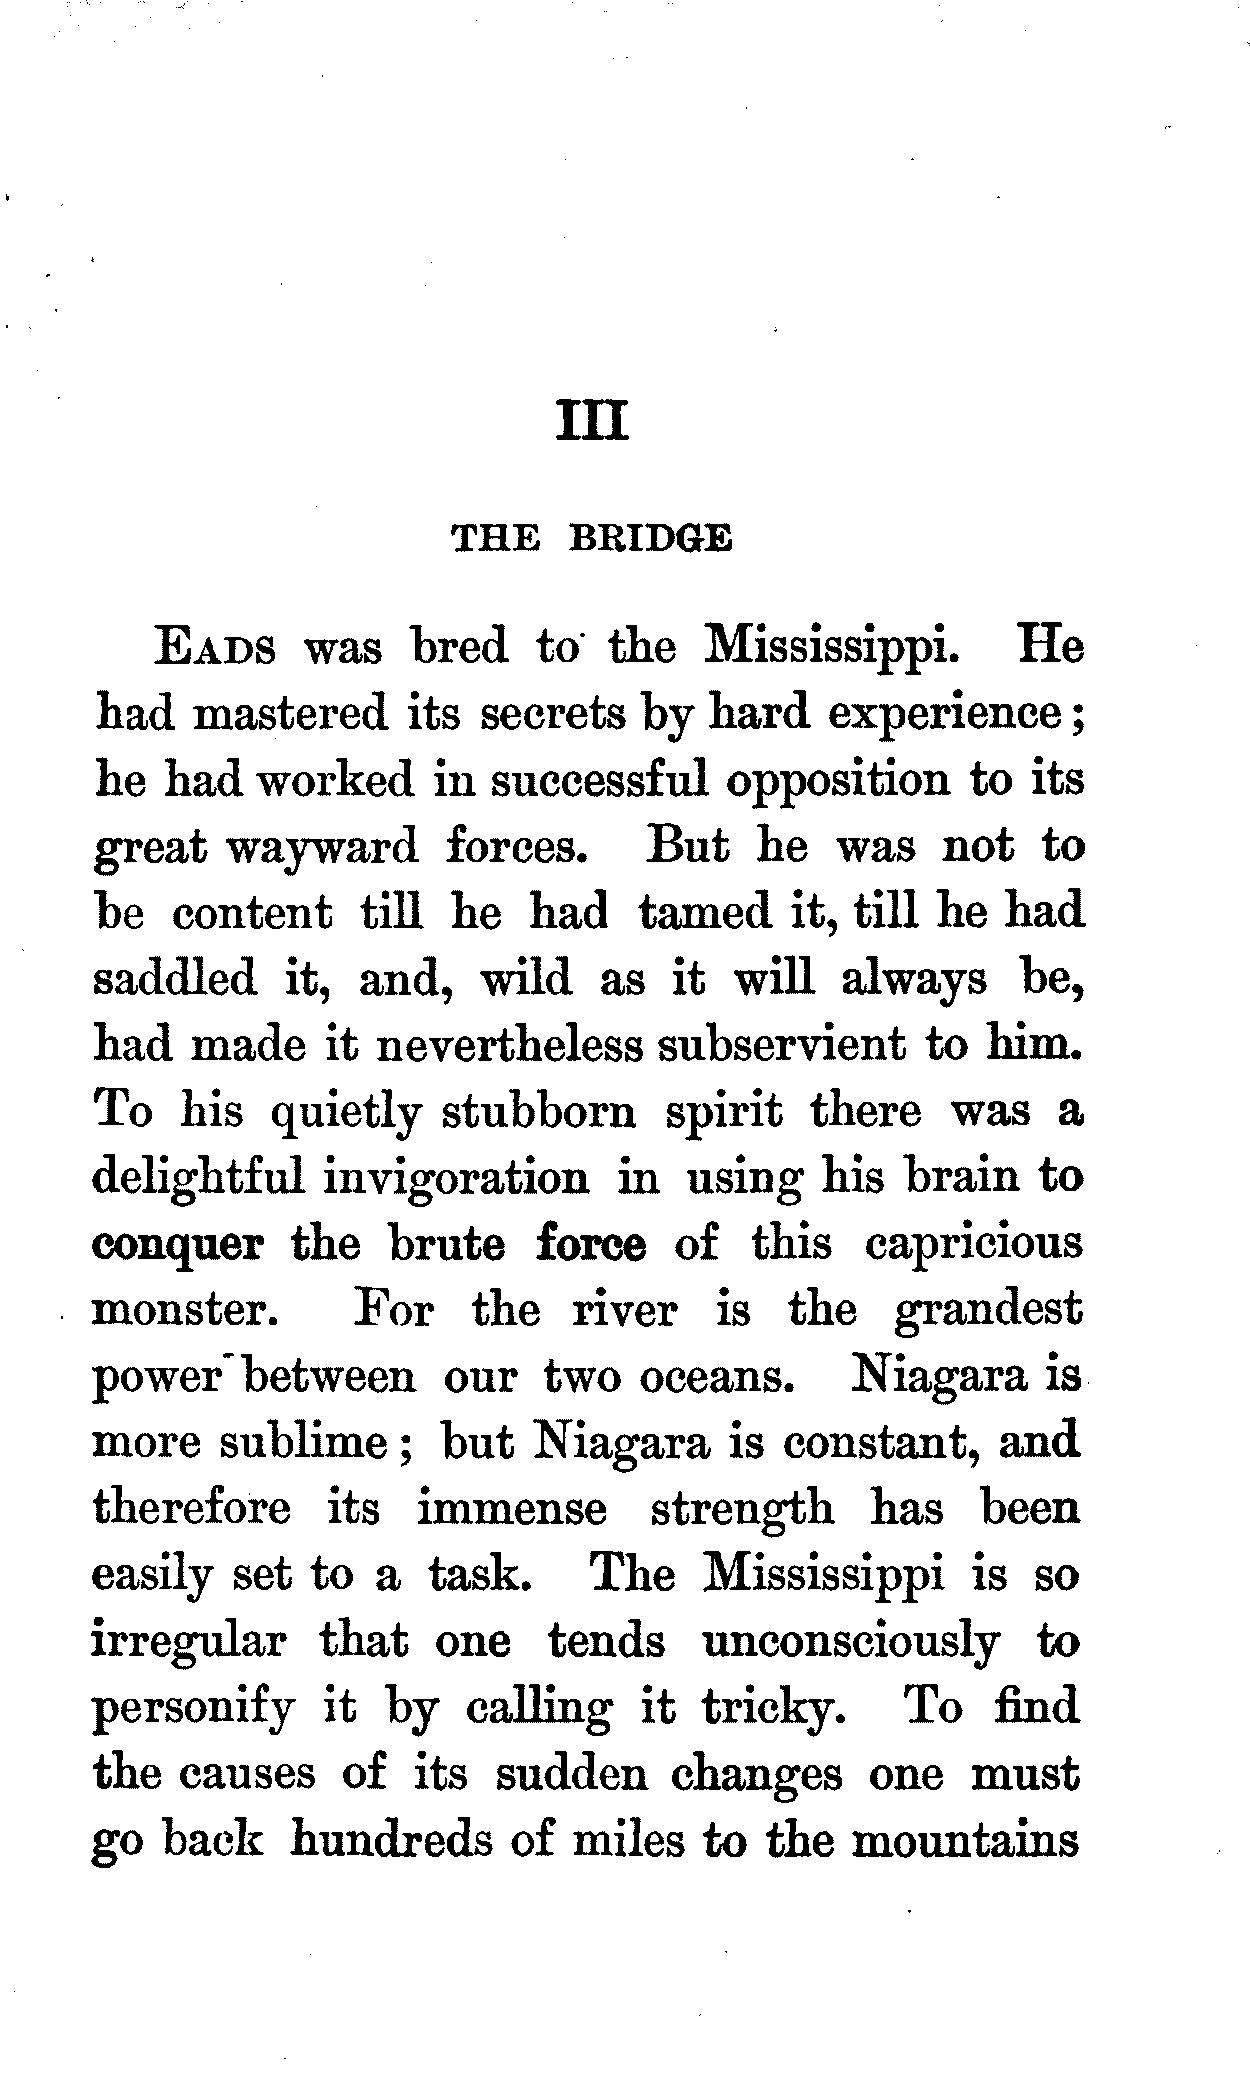 III
THE BRIDGE
EADS was bred to the Mississippi. He
had mastered its secrets by hard experience;
he had worked in successful opposition to its
great wayward forces. But he was not to
be content till he had tamed it, till he had
saddled it, and, wild as it will always be,
had made it nevertheless subservient to him.
To his quietly stubborn spirit there was a
delightful invigoration in using his brain to
conquer the brute force of this capricious
monster. For the river is the grandest
power between our two oceans. Niagara is
more sublime; but Niagara is constant, and
therefore its immense strength has been
easily set to a task. The Mississippi is so
irregular that one tends unconsciously to
personify it by calling it tricky. To find
the causes of its sudden changes one must
go back hundreds of miles to the mountains